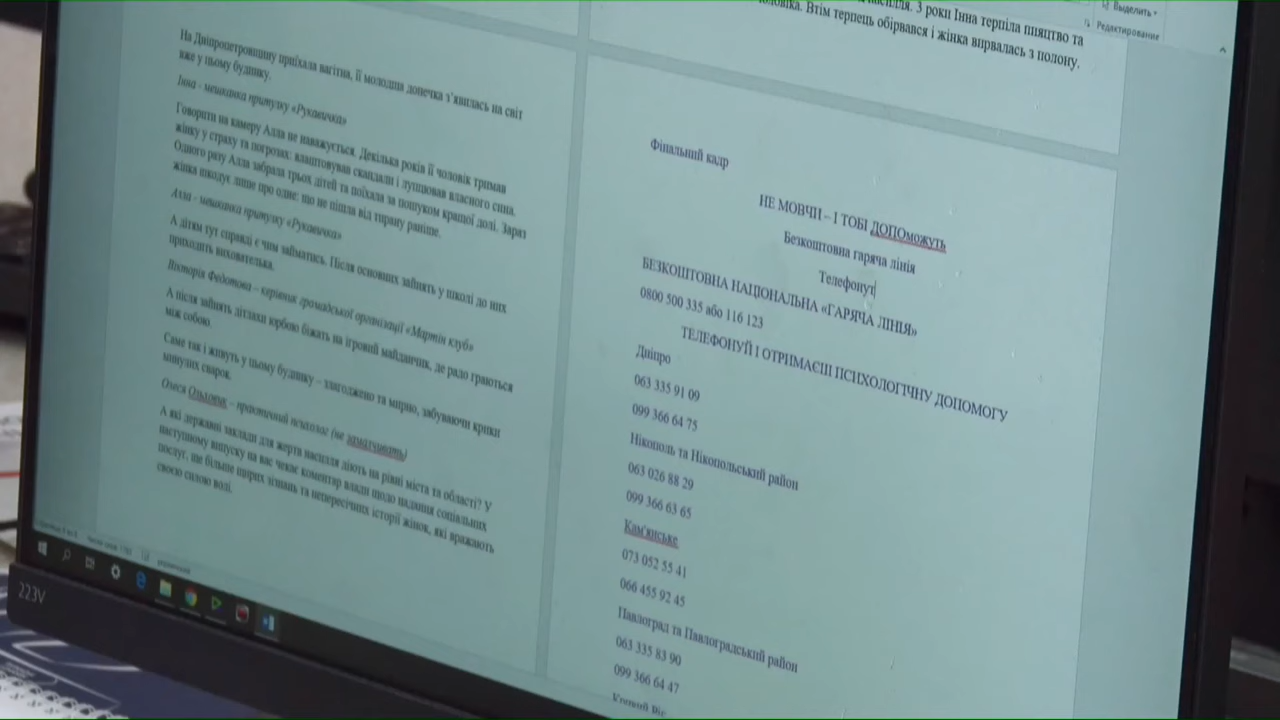 На Дніпропетровщину приїхала вагітна, її молодша донечка з’явилась на світ
вже у цьому будинку.
Інна - мешканка притулку «Рукавичка»
Говорити на камеру Алла не наважується. Декілька років її чоловік тримав
жінку у страху та погрозах: влаштовував скандали і лупцював власного сина.
Одного разу Алла забрала трьох дітей та поїхала за пошуком кращої долі. Зараз
жінка шкодує лише про одне: що не пішла від тирану раніше.
Алла - мешканка притулку «Рукавичка»
А дітям тут справді є чим займатись. Після основних занять у школі до них
приходить вихователька.
Вікторія Федотова – керівник громадської організації «Мартін клуб»
А після занять дітлахи юрбою біжать на ігровий майданчик, де радо граються
між собою.
Саме так і живуть у цьому будинку – злагоджено та мирно, забуваючи крики
минулих сварок.
Олеся – практичний психолог (не
А які державні заклади для жертв насилля діють на рівні міста та області? У
наступному випуску на вас чекає коментар влади щодо надання соціальних
послуг, ще більше щирих зізнань та непересічних історії жінок, які вражають
своєю силою волі.
223V
насилля. 3 роки Інна терпіла пияцтво та
Втім терпець обірвався і жінка вирвалась з полону.
Выделить
Редактирование
Фінальний кадр
НЕ МОВЧИ – І ТОБІ ДОПОможуть
Безкоштовна гаряча лінія
Телефонут
БЕЗКОШТОВНА НАЦІОНАЛЬНА «ГАРЯЧА ЛІНІЯ»
0800 500 335 або 116 123
ТЕЛЕФОНУЙ І ОТРИМАЄШ ПСИХОЛОГІЧНУ ДОПОМОГУ
Дніпро
063 335 91 09
099 366 64 75
Нікополь та Нікопольський район
063 026 88 29
099 366 63 65
Кам'янське
073 052 55 41
066 455 92 45
Павлоград та Павлоградський район
063 335 83 90
099 366 64 47